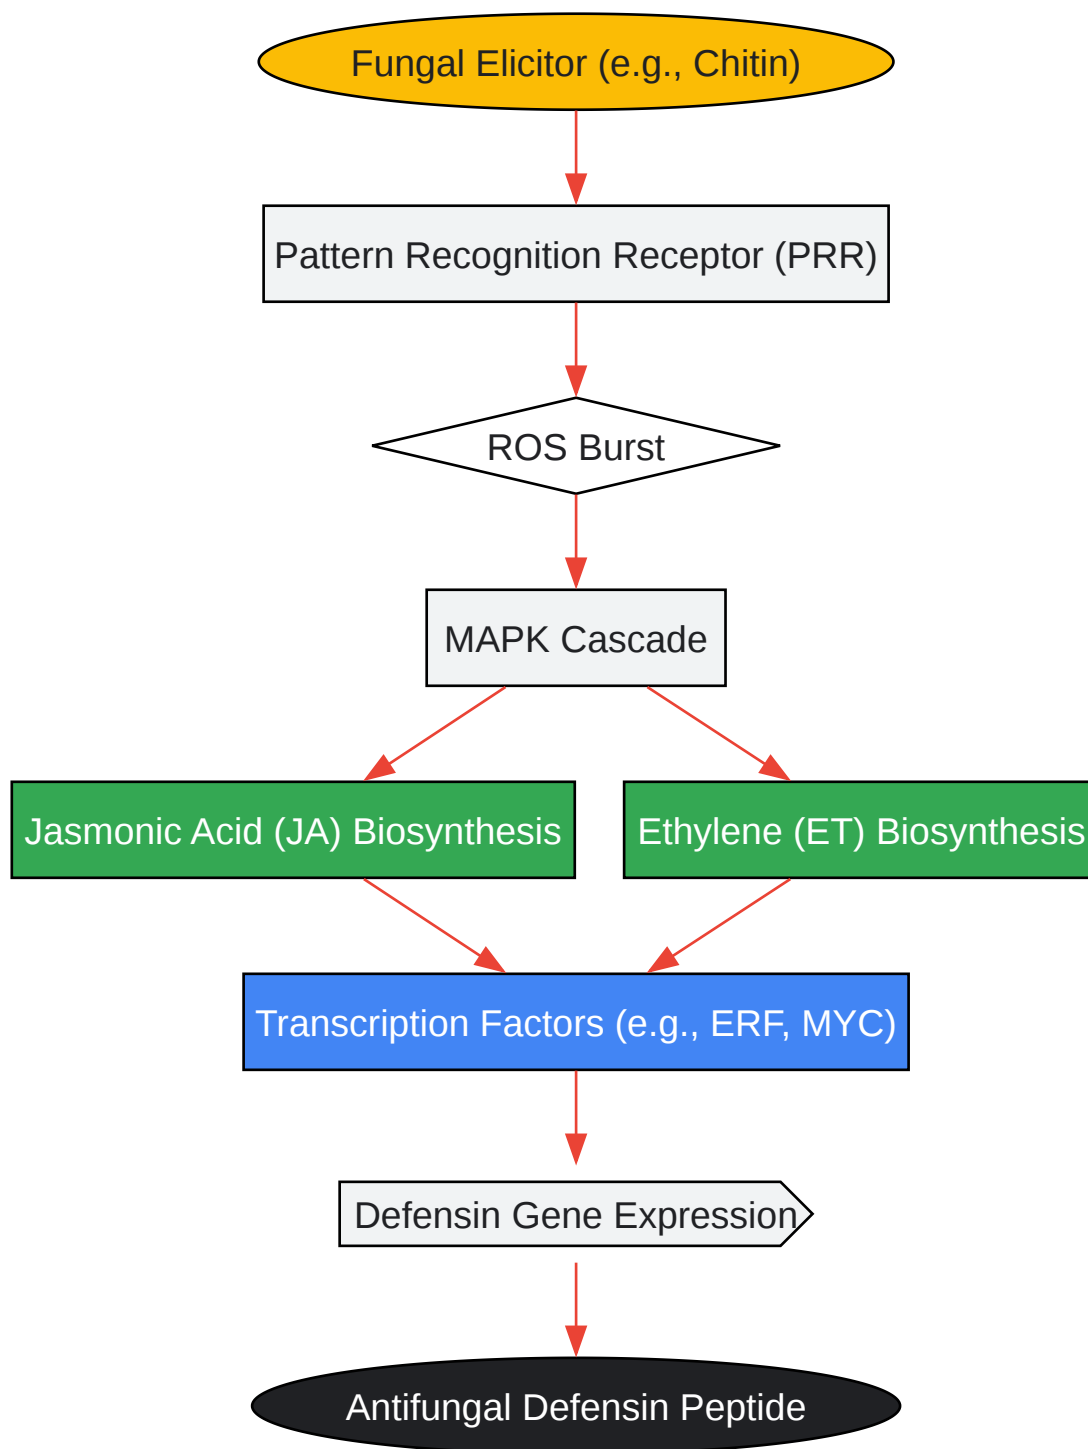 Fungal Elicitor (e.g., Chitin)
Pattern Recognition Receptor (PRR)
ROS Burst
MAPK Cascade
Jasmonic Acid (JA) Biosynthesis
Ethylene (ET) Biosynthesis
Transcription Factors (e.g., ERF, MYC)
Defensin Gene Expression
Antifungal Defensin Peptide